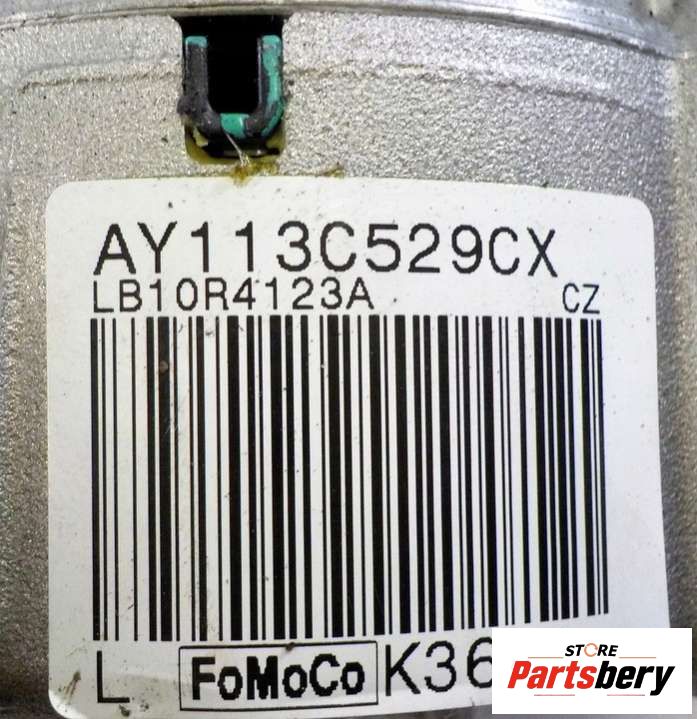 AY113C529CX
LB10R4123A CZ
L FoMoCo K36
STORE
Partsbery